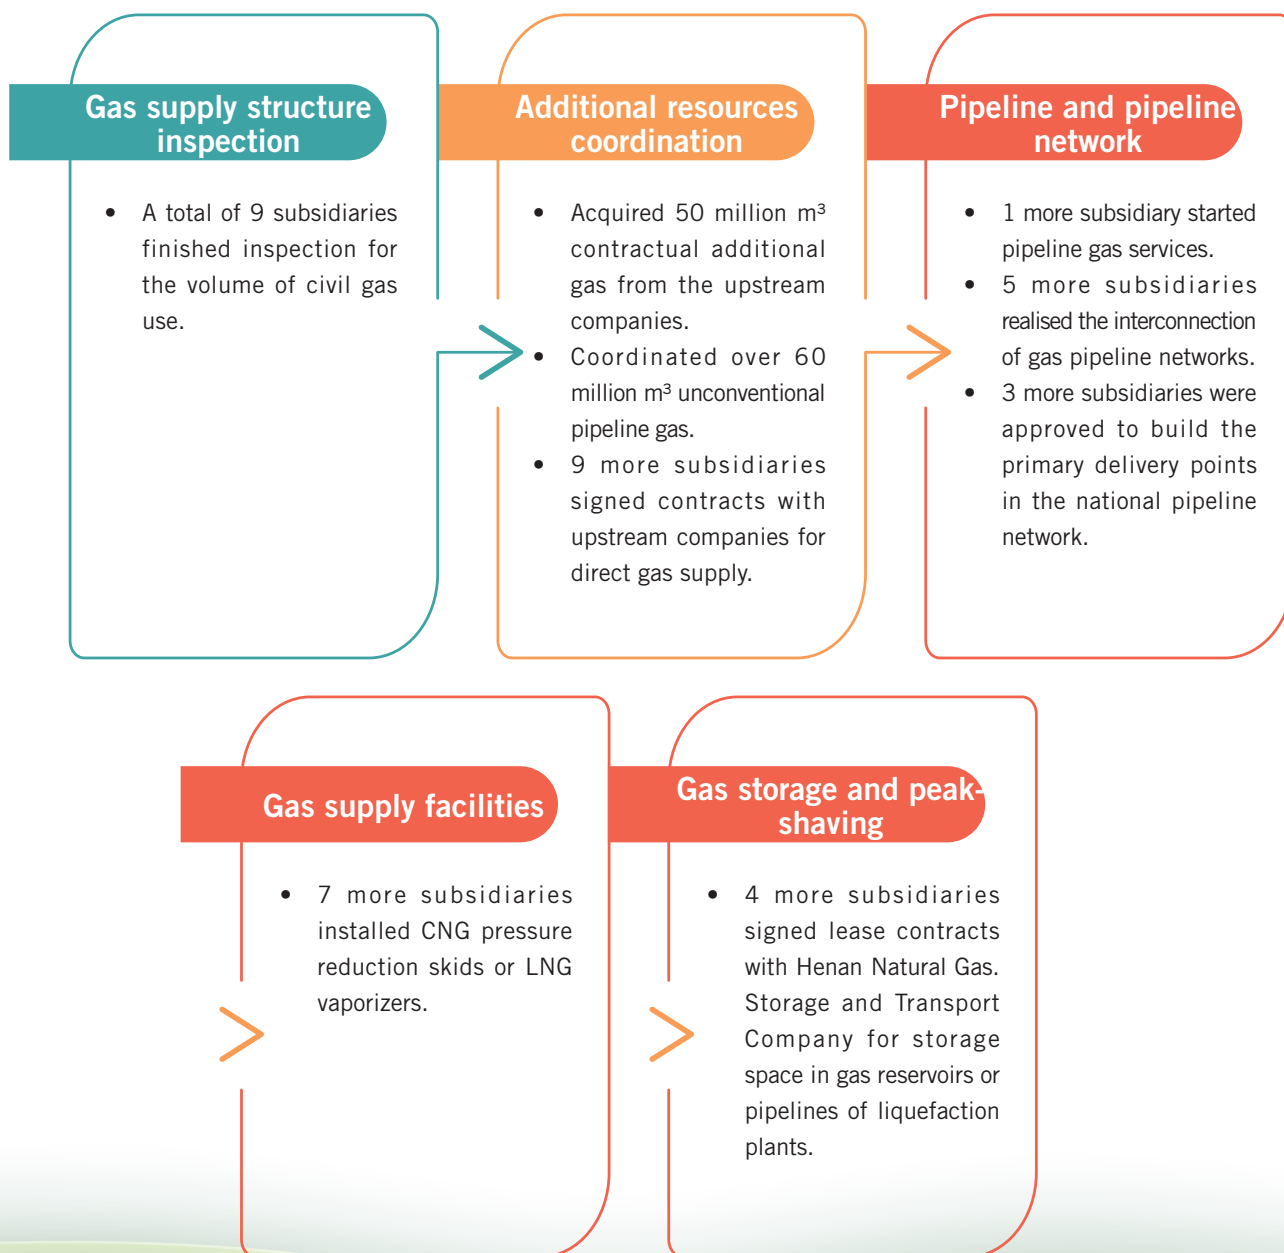 Gas supply structure
inspection
• A total of 9 subsidiaries
finished inspection for
the volume of civil gas
use.
Additional resources
coordination
• Acquired 50 million m³
contractual additional
gas from the upstream
companies.
• Coordinated over 60
million m³ unconventional
pipeline gas.
• 9 more subsidiaries
signed contracts with
upstream companies for
direct gas supply.
Pipeline and pipeline
network
• 1 more subsidiary started
pipeline gas services.
• 5 more subsidiaries
realised the interconnection
of gas pipeline networks.
• 3 more subsidiaries were
approved to build the
primary delivery points
in the national pipeline
network.
Gas supply facilities
• 7 more subsidiaries
installed CNG pressure
reduction skids or LNG
vaporizers.
Gas storage and peak-
shaving
• 4 more subsidiaries
signed lease contracts
with Henan Natural Gas.
Storage and Transport
Company for storage
space in gas reservoirs or
pipelines of liquefaction
plants.